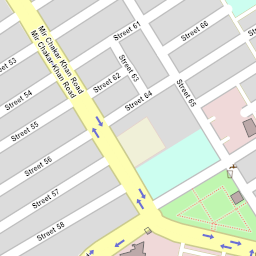 Street 61
Street 66
Mir Chakar Khan Road
Mir Chakar-Khan Road
Street 53
Street 62
Street 63
Street 54
Street 64
Street 65
Street 55
Street 56
Street 57
Street 58